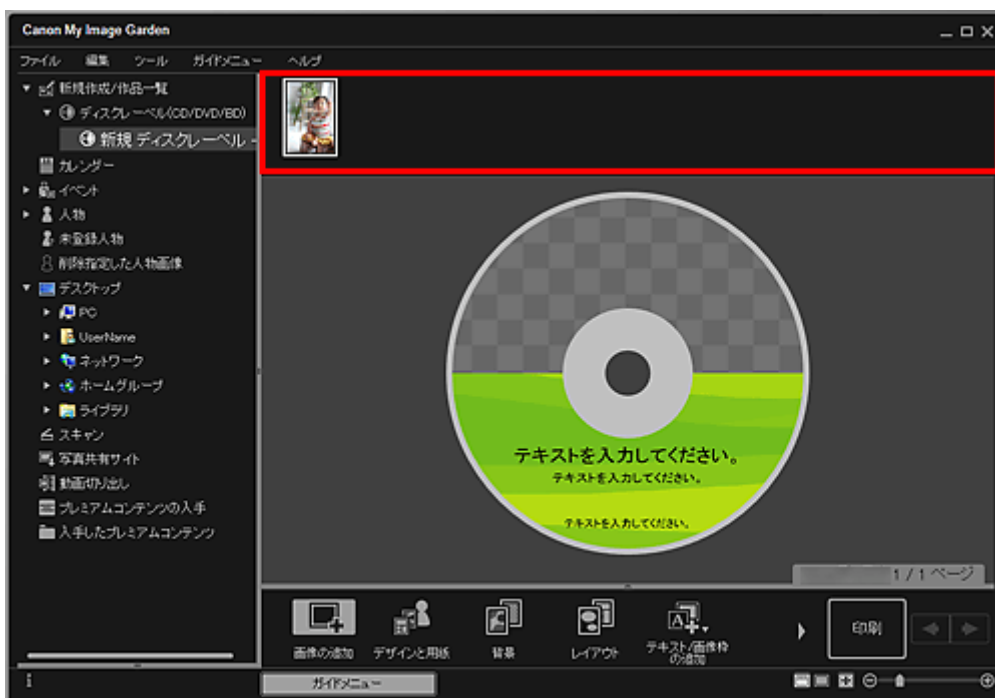 Canon My Image Garden
ファイル 編集 ツール ガイドメニュー ヘルプ
新規作成/作品一覧
ディスクレーベル(CD/DVD/BD)
新規 ディスクレーベル -
カレンダー
イベント
人物
未登録人物
削除指定した人物画像
デスクトップ
PC
UserName
ネットワーク
ホームグループ
ライブラリ
スキャン
写真共有サイト
動画切り出し
プレミアムコンテンツの入手
入手したプレミアムコンテンツ
テキストを入力してください。
テキストを入力してください。
テキストを入力してください。
1 / 1 ページ
画像の追加 デザインと用紙 背景 レイアウト テキスト/画像枠
の追加
印刷
ガイドメニュー